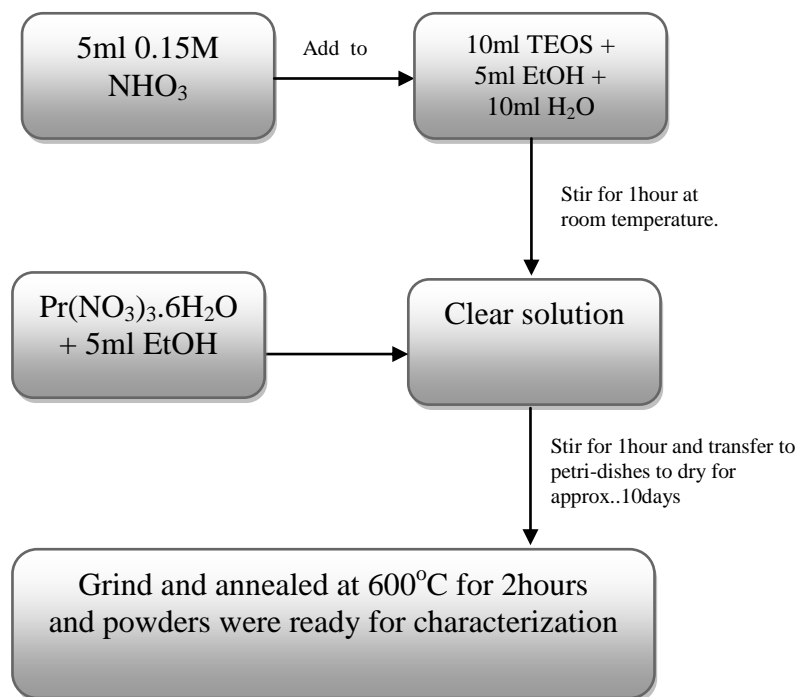 5ml 0.15M
NHO₃
Add to
10ml TEOS +
5ml EtOH +
10ml H₂O
Stir for 1hour at
room temperature.
Pr(NO₃)₃.6H₂O
+ 5ml EtOH
Clear solution
Stir for 1hour and transfer to
petri-dishes to dry for
approx..10days
Grind and annealed at 600°C for 2hours
and powders were ready for characterization